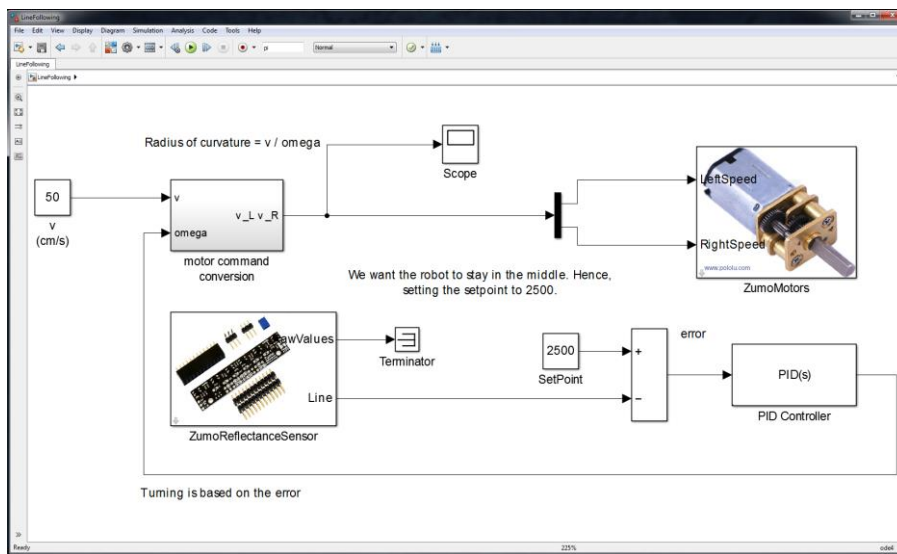 LineFollowing
File Edit View Display Diagram Simulation Analysis Code Tools Help
pi
Normal
LineFollowing
LineFollowing
Radius of curvature = v / omega
Scope
50
v
(cm/s)
v
omega
v_L v_R
motor command
conversion
LeftSpeed
RightSpeed
www.pololu.com
ZumoMotors
We want the robot to stay in the middle. Hence,
setting the setpoint to 2500.
awValues
Line
ZumoReflectanceSensor
Terminator
2500
SetPoint
+
−
error
PID(s)
PID Controller
Turning is based on the error
Ready
225%
ode4